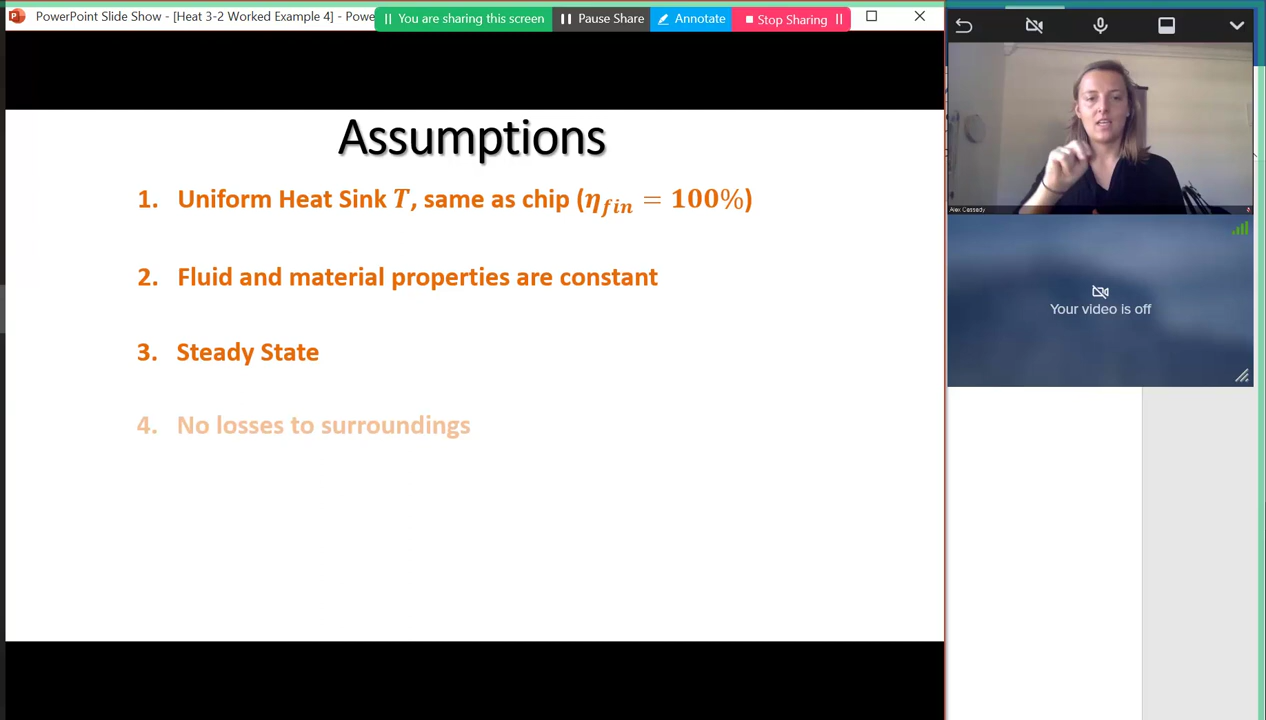 PowerPoint Slide Show - [Heat 3-2 Worked Example 4] - Powe
You are sharing this screen
Pause Share
Annotate
Stop Sharing
Assumptions
1. Uniform Heat Sink T, same as chip (η_fin = 100%)
2. Fluid and material properties are constant
3. Steady State
4. No losses to surroundings
Alex Cassady
Your video is off